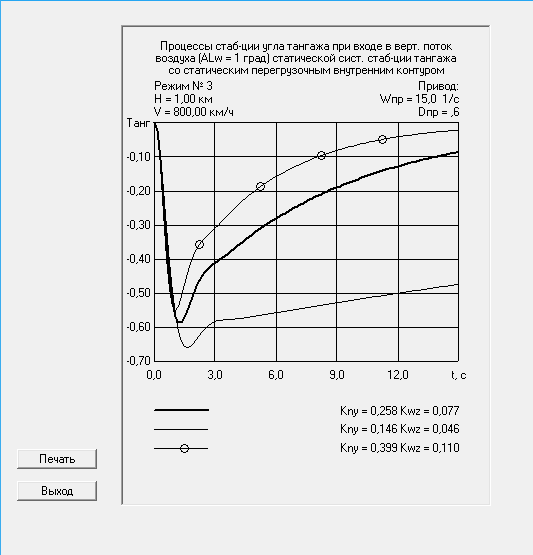 Процессы стаб-ции угла тангажа при входе в верт. поток
воздуха (ALw = 1 град) статической сист. стаб-ции тангажа
со статическим перегрузочным внутренним контуром
Режим № 3 Привод:
H = 1,00 км Wпр = 15,0 1/с
V = 800,00 км/ч Dпр = ,6
Танг
-0,10
-0,20
-0,30
-0,40
-0,50
-0,60
-0,70
0,0 3,0 6,0 9,0 12,0 t, с
Kny = 0,258 Kwz = 0,077
Kny = 0,146 Kwz = 0,046
Kny = 0,399 Kwz = 0,110
Печать
Выход